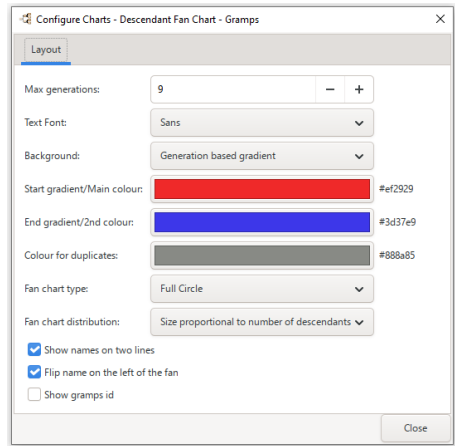 Configure Charts - Descendant Fan Chart - Gramps
Layout
Max generations: 9
Text Font: Sans
Background: Generation based gradient
Start gradient/Main colour: #ef2929
End gradient/2nd colour: #3d37e9
Colour for duplicates: #888a85
Fan chart type: Full Circle
Fan chart distribution: Size proportional to number of descendants
Show names on two lines
Flip name on the left of the fan
Show gramps id
Close